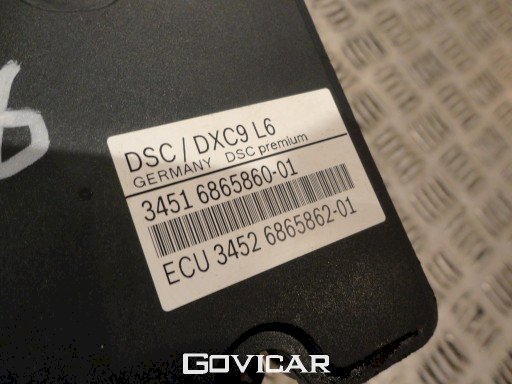 DSC / DXC9 L6
GERMANY DSC premium
3451 6865860-01
ECU 3452 6865862-01
GOVICAR